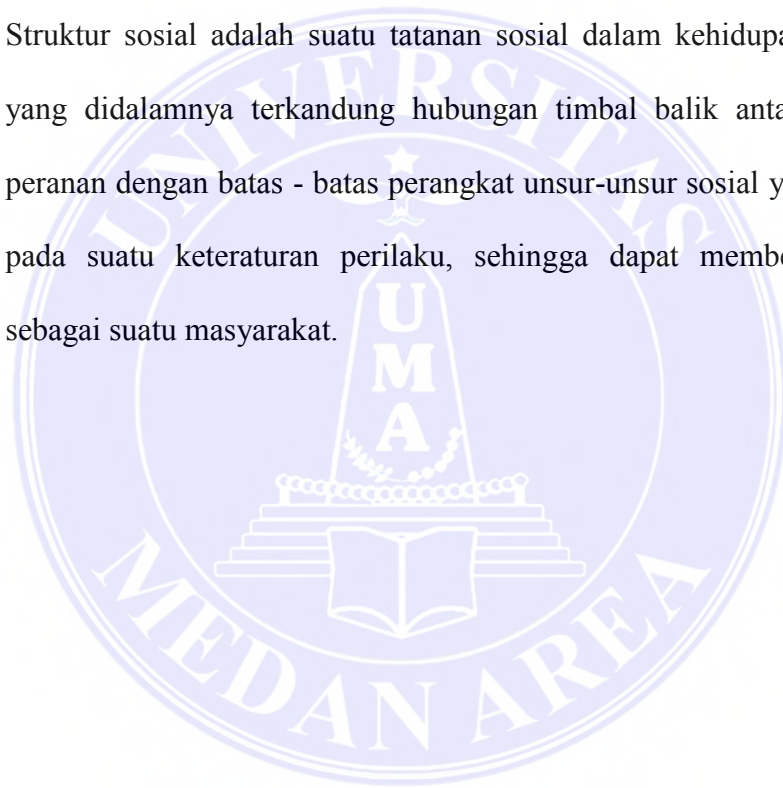 Struktur sosial adalah suatu tatanan sosial dalam kehidupa
yang didalamnya terkandung hubungan timbal balik anta
peranan dengan batas - batas perangkat unsur-unsur sosial y
pada suatu keteraturan perilaku, sehingga dapat membe
sebagai suatu masyarakat.
UNIVERSITAS
UMA
MEDAN AREA